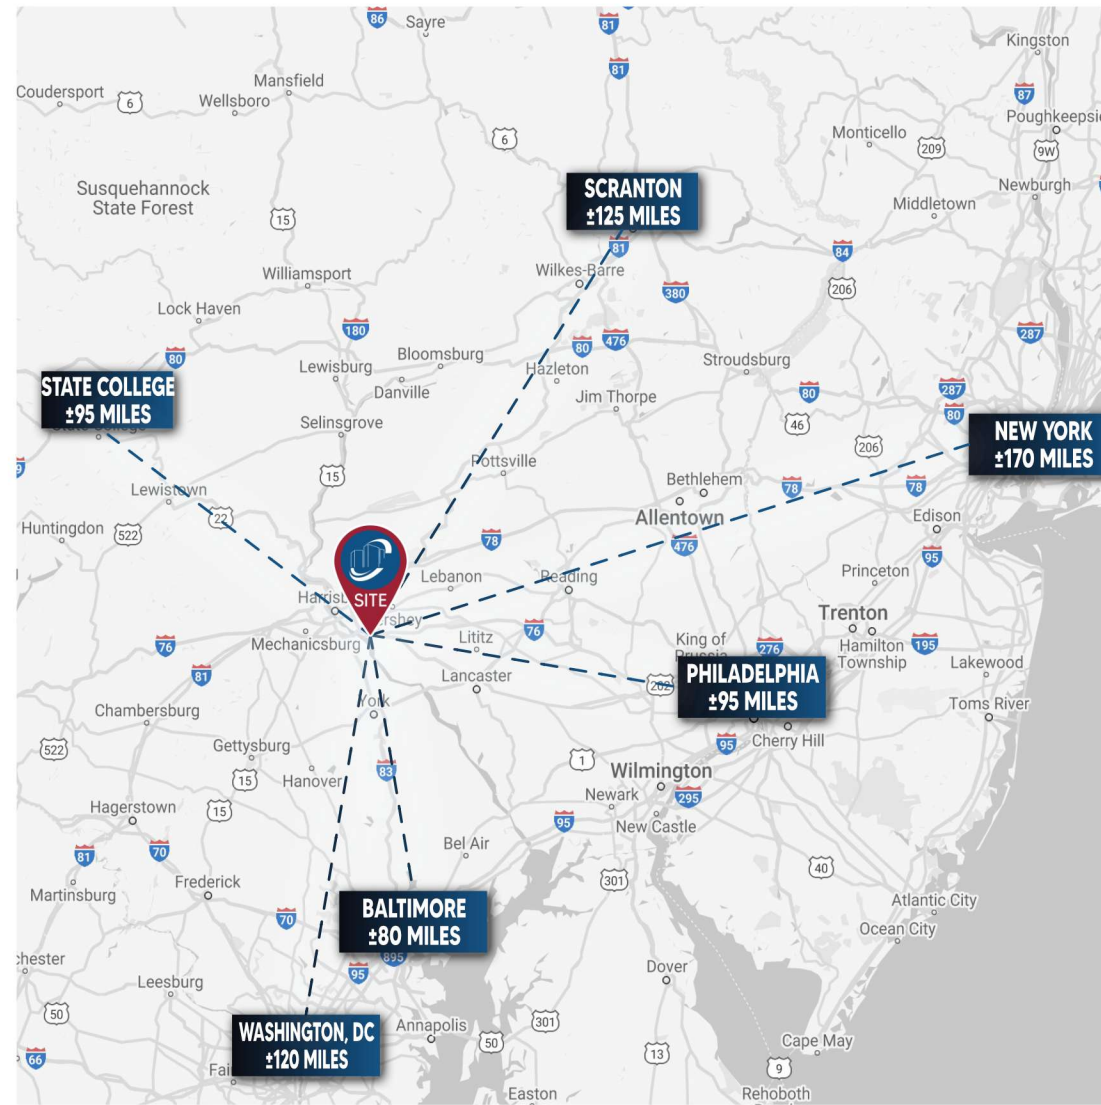 86
Sayre
81
Kingston
81
Mansfield
Coudersport
6
Wellsboro
87
Poughkeepsi
6
Monticello
209
9W
SCRANTON
±125 MILES
Susquehannock
State Forest
Newburgh
15
Middletown
81
84
Williamsport
Wilkes-Barre
380
206
Lock Haven
180
476
287
80
80
Bloomsburg
Stroudsburg
Lewisburg
Hazleton
STATE COLLEGE
±95 MILES
Danville
Jim Thorpe
80
287
80
Selinsgrove
46
NEW YORK
±170 MILES
206
9
Pottsville
15
Bethlehem
78
78
Lewistown
22
Allentown
Edison
Huntingdon
522
78
476
95
SITE
Lebanon
Reading
Princeton
Trenton
Mechanicsburg
Lititz
76
King of
276
Hamilton
Township
195
76
81
Lancaster
202
PHILADELPHIA
±95 MILES
Lakewood
Chambersburg
York
Toms River
522
Gettysburg
95
Cherry Hill
15
Hanover
83
1
Wilmington
Hagerstown
15
Newark
295
95
New Castle
81
70
Bel Air
Martinsburg
Frederick
301
40
70
BALTIMORE
±80 MILES
Atlantic City
Ocean City
chester
95
895
Dover
Leesburg
50
WASHINGTON, DC
±120 MILES
Annapolis
50
301
66
13
Cape May
Fai
9
Easton
Rehoboth